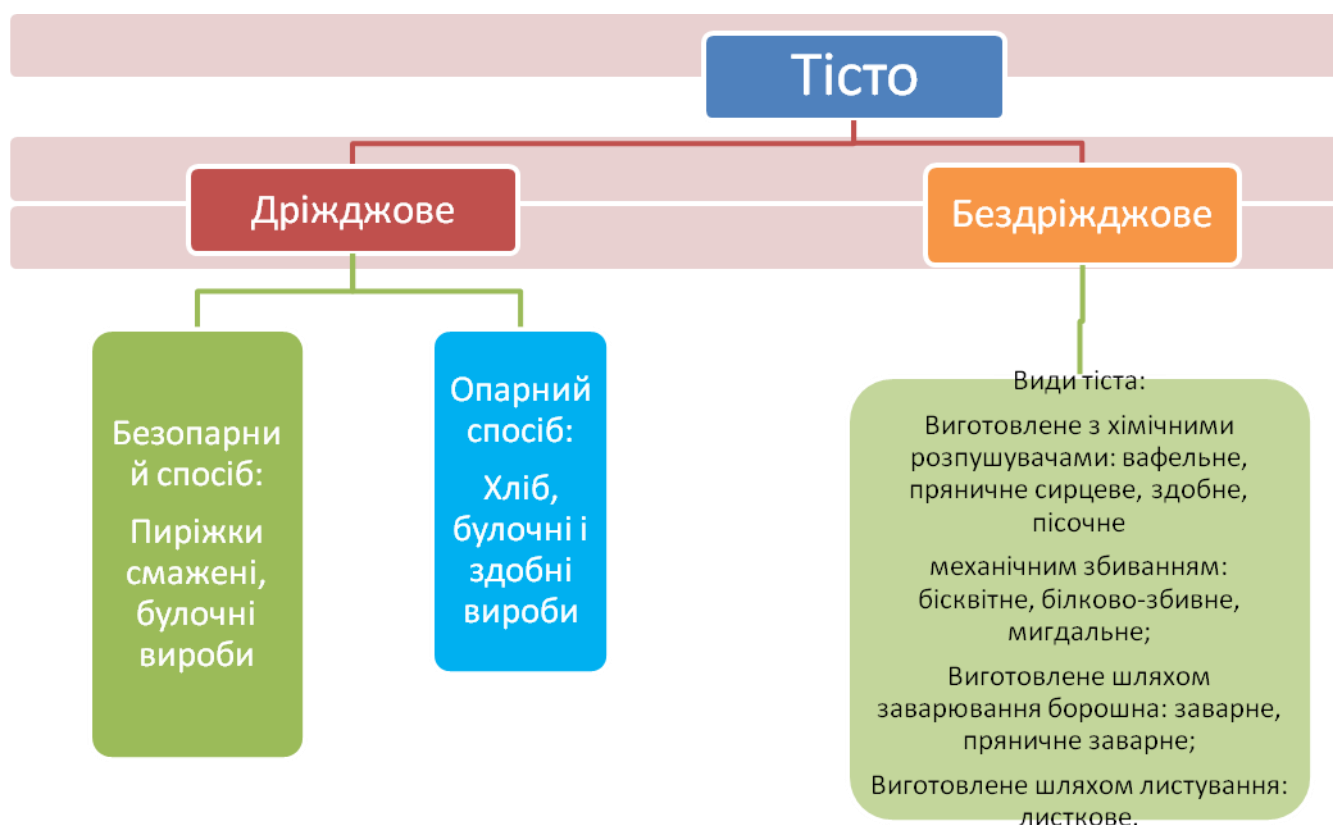 Тісто
Дріжджове
Бездріжджове
Безопарни
й спосіб:
Пиріжки
смажені,
булочні
вироби
Опарний
спосіб:
Хліб,
булочні і
здобні
вироби
Види тіста:
Виготовлене з хімічними
розпушувачами: вафельне,
пряничне сирцеве, здобне,
пісочне
механічним збиванням:
бісквітне, білково-збивне,
мигдальне;
Виготовлене шляхом
заварювання борошна: заварне,
пряничне заварне;
Виготовлене шляхом листування:
листкове.